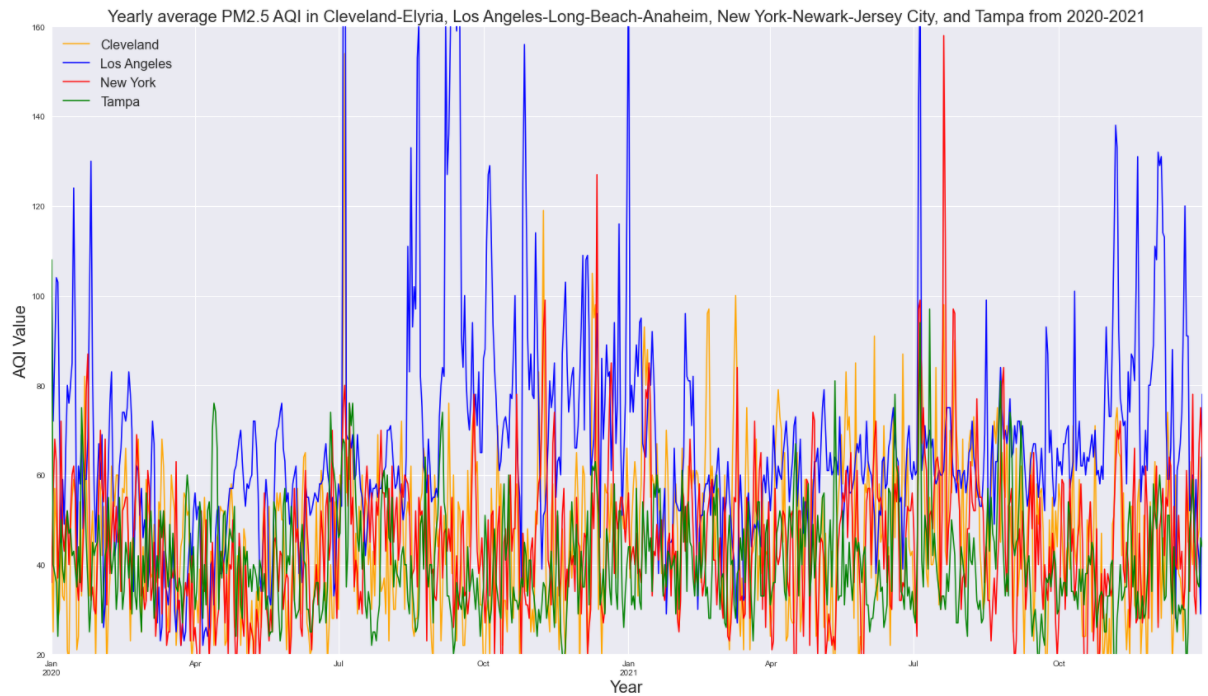 Yearly average PM2.5 AQI in Cleveland-Elyria, Los Angeles-Long-Beach-Anaheim, New York-Newark-Jersey City, and Tampa from 2020-2021
160
Cleveland
Los Angeles
New York
Tampa
140
120
100
80
60
40
20
AQI Value
Jan Apr Jul Oct Jan Apr Jul Oct
2020 2021
Year